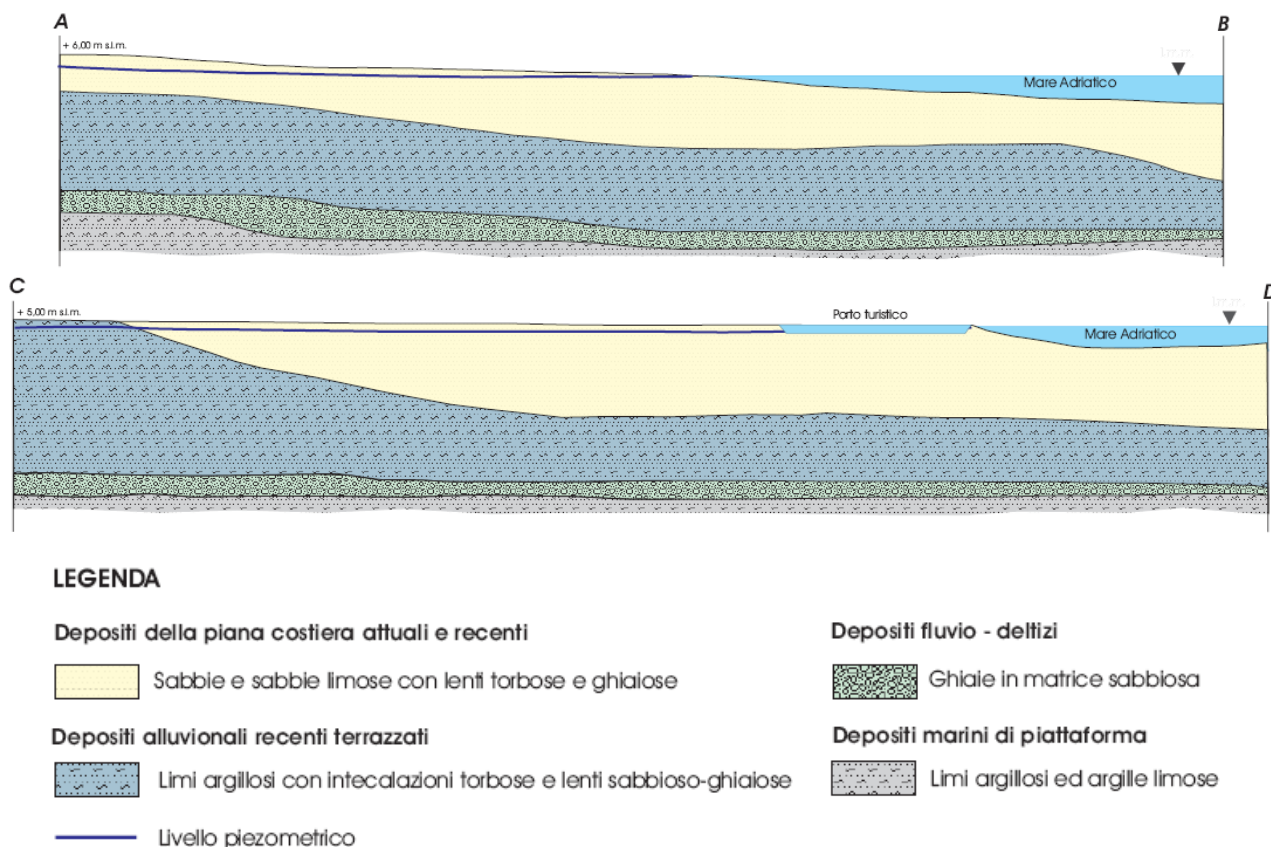 A
B
+ 6,00 m s.l.m.
Mare Adriatico
C
D
+ 5,00 m s.l.m.
Porto turistico
Mare Adriatico
LEGENDA
Depositi della piana costiera attuali e recenti
Sabbie e sabbie limose con lenti torbose e ghiaiose
Depositi alluvionali recenti terrazzati
Limi argillosi con intecalazioni torbose e lenti sabbioso-ghiaiose
Livello piezometrico
Depositi fluvio - deltizi
Ghiaie in matrice sabbiosa
Depositi marini di piattaforma
Limi argillosi ed argille limose